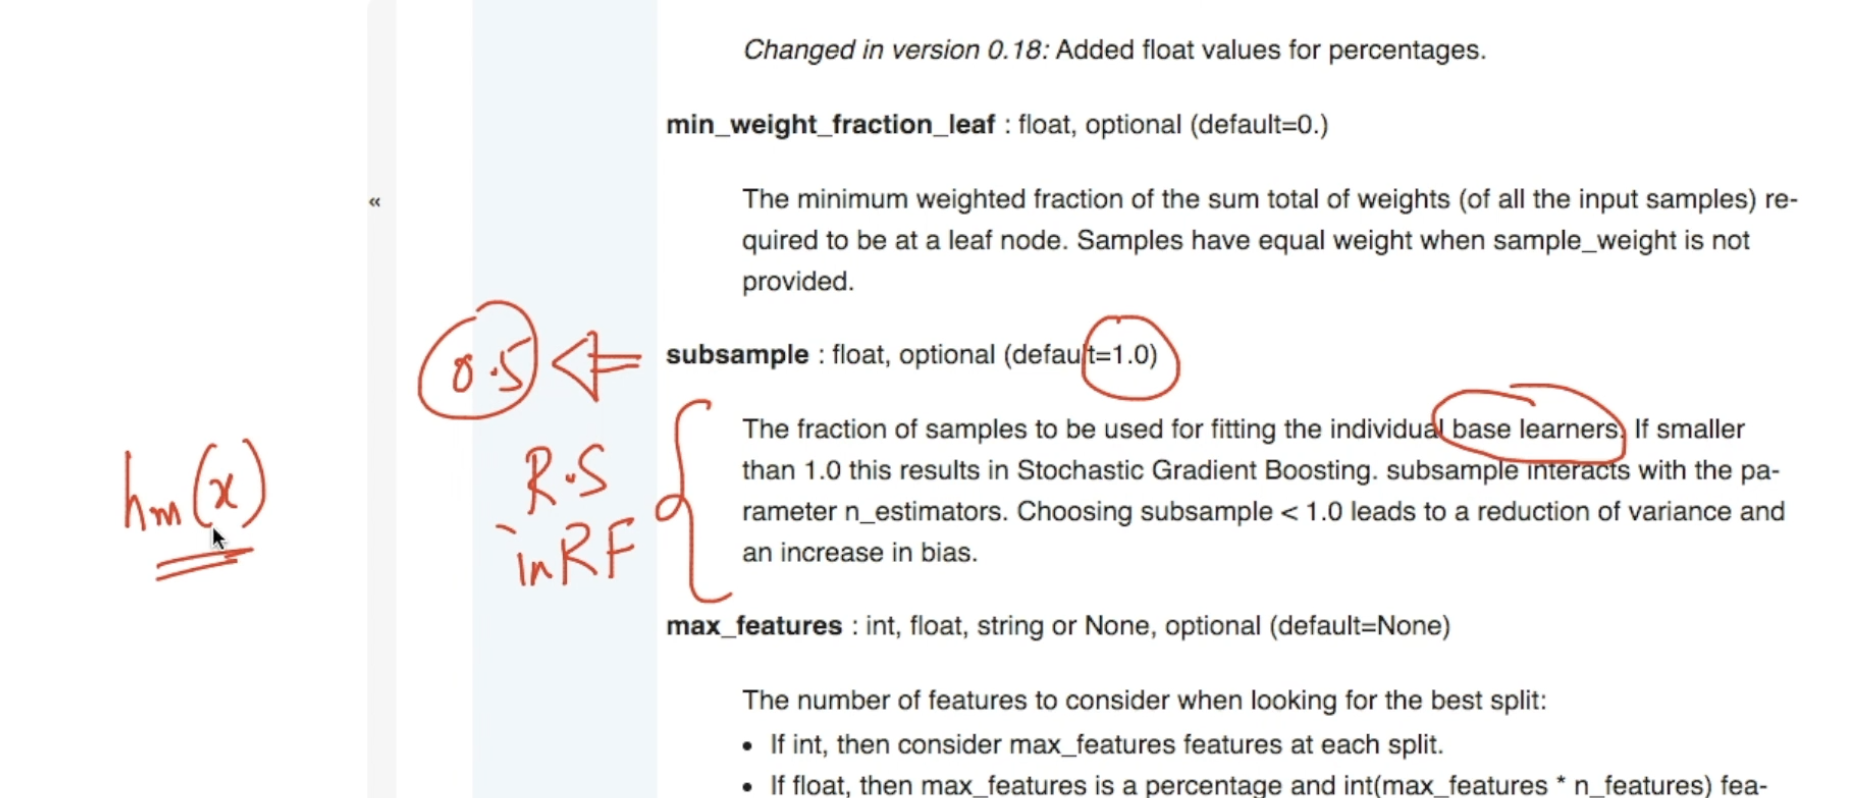 Changed in version 0.18: Added float values for percentages.
min_weight_fraction_leaf : float, optional (default=0.)
«
The minimum weighted fraction of the sum total of weights (of all the input samples) re-
quired to be at a leaf node. Samples have equal weight when sample_weight is not
provided.
0.5
subsample : float, optional (default=1.0)
The fraction of samples to be used for fitting the individual base learners. If smaller
than 1.0 this results in Stochastic Gradient Boosting. subsample interacts with the pa-
rameter n_estimators. Choosing subsample < 1.0 leads to a reduction of variance and
an increase in bias.
hm(x)
R.S
in RF
max_features : int, float, string or None, optional (default=None)
The number of features to consider when looking for the best split:
• If int, then consider max_features features at each split.
• If float, then max_features is a percentage and int(max_features * n_features) fea-